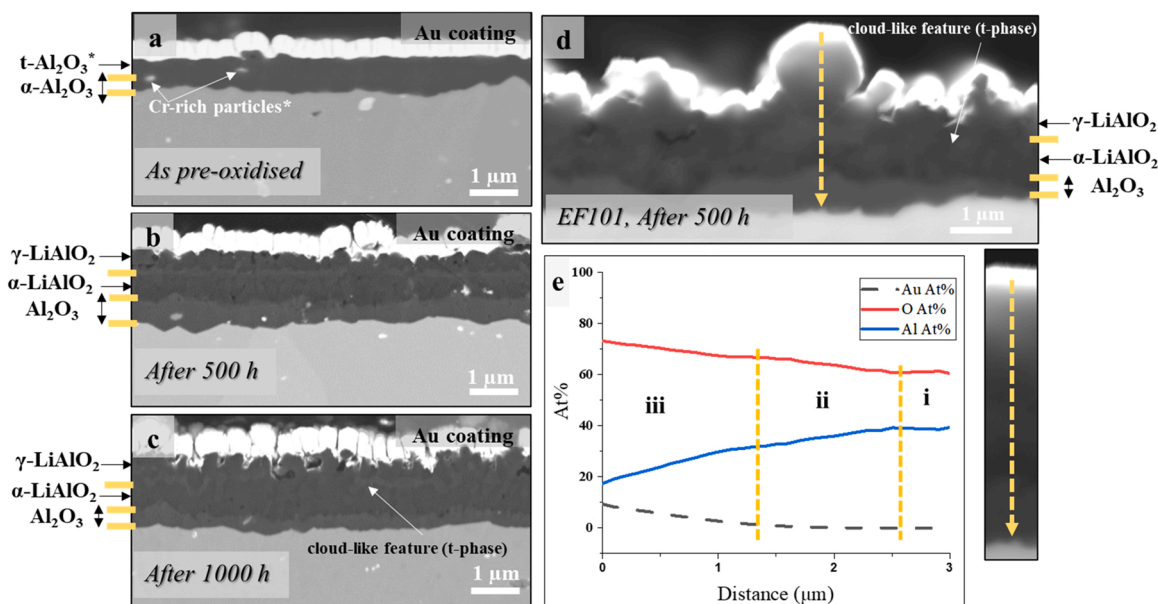 a
Au coating
t-Al₂O₃*
α-Al₂O₃
Cr-rich particles*
As pre-oxidised
1 μm
b
Au coating
γ-LiAlO₂
α-LiAlO₂
Al₂O₃
After 500 h
1 μm
c
Au coating
γ-LiAlO₂
α-LiAlO₂
Al₂O₃
cloud-like feature (t-phase)
After 1000 h
1 μm
d
cloud-like feature (t-phase)
γ-LiAlO₂
α-LiAlO₂
Al₂O₃
EF101, After 500 h
1 μm
e
Au At%
O At%
Al At%
At%
100
80
60
40
20
0
iii
ii
i
0
1
2
3
Distance (μm)